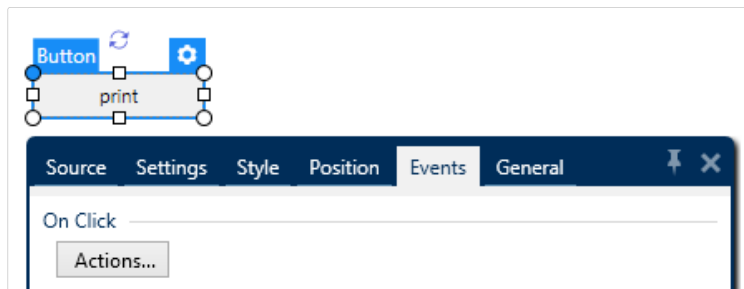 Button
print
Source Settings Style Position Events General
On Click
Actions...